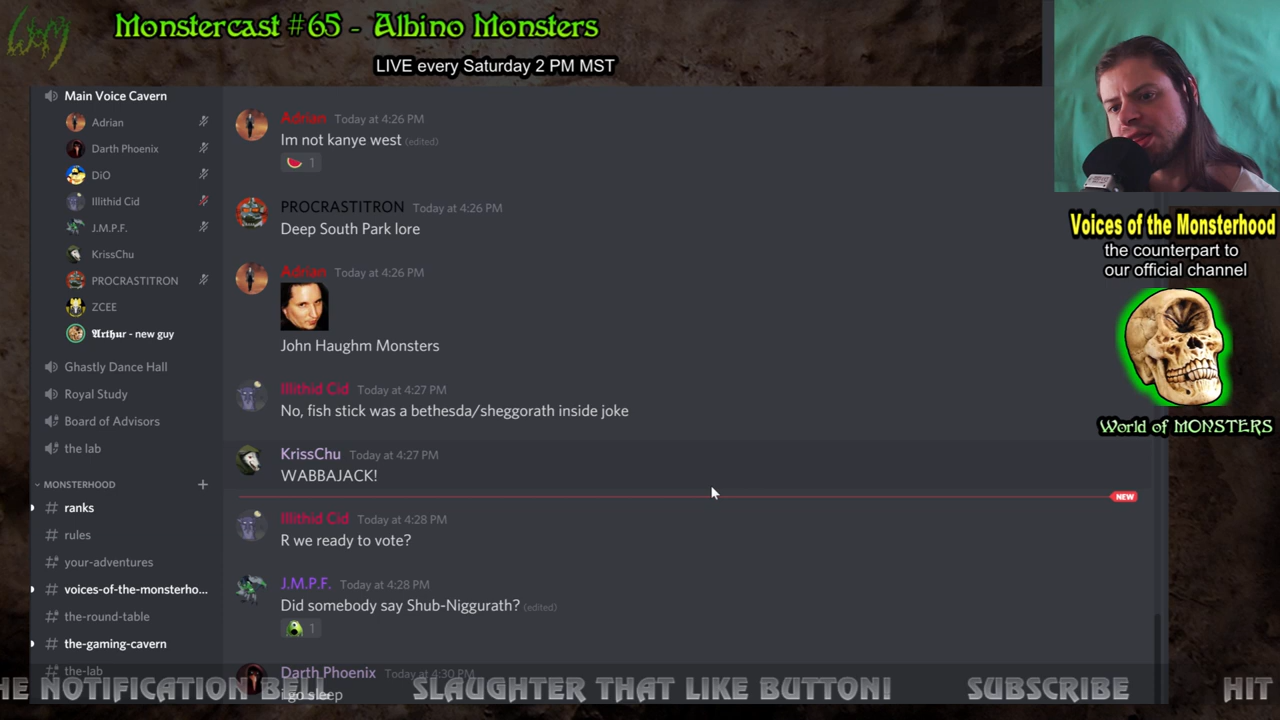 WM
Monstercast #65 - Albino Monsters
LIVE every Saturday 2 PM MST
Main Voice Cavern
Adrian
Darth Phoenix
DiO
Illithid Cid
J.M.P.F.
KrissChu
PROCRASTITRON
ZCEE
𝕬𝖗𝖙𝖍𝖚𝖗 - new guy
Ghastly Dance Hall
Royal Study
Board of Advisors
the lab
MONSTERHOOD
# ranks
# rules
# your-adventures
# voices-of-the-monsterho...
# the-round-table
# the-gaming-cavern
# the-lab
Adrian Today at 4:26 PM
Im not kanye west (edited)
🍉 1
PROCRASTITRON Today at 4:26 PM
Deep South Park lore
Adrian Today at 4:26 PM
John Haughm Monsters
Illithid Cid Today at 4:27 PM
No, fish stick was a bethesda/sheggorath inside joke
KrissChu Today at 4:27 PM
WABBAJACK!
NEW
Illithid Cid Today at 4:28 PM
R we ready to vote?
J.M.P.F. Today at 4:28 PM
Did somebody say Shub-Niggurath? (edited)
1
Darth Phoenix Today at 4:30 PM
i go sleep
Voices of the Monsterhood
the counterpart to
our official channel
World of MONSTERS
HE NOTIFICATION BELL SLAUGHTER THAT LIKE BUTTON! SUBSCRIBE HIT